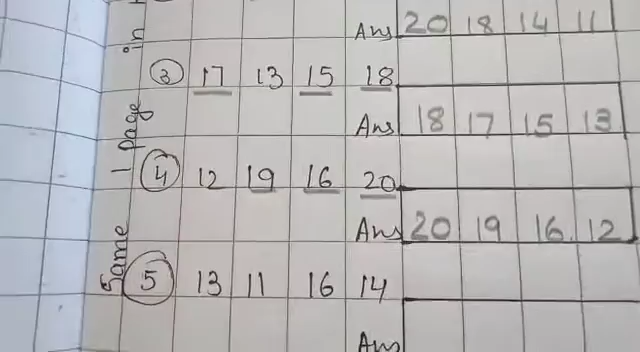 Ans 20 18 14 11
3 17 13 15 18
Ans 18 17 15 13
4 12 19 16 20
Ans 20 19 16. 12
5 13 11 16 14
Ans
Same 1 page in